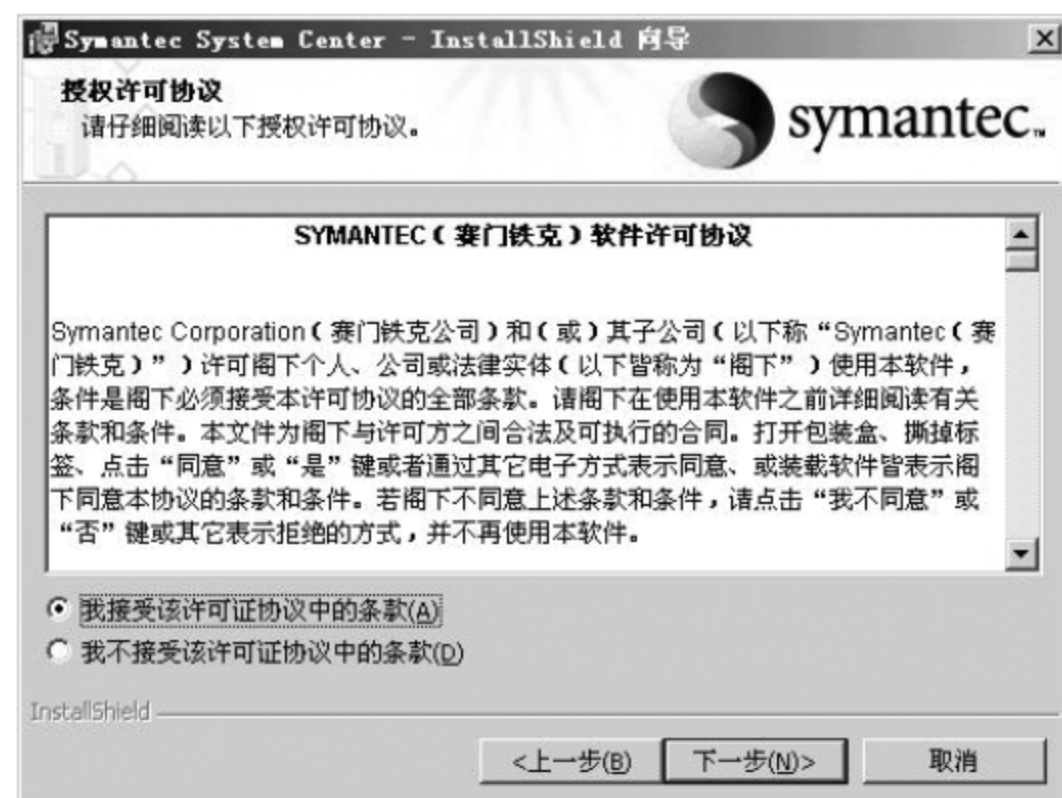 Symantec System Center - InstallShield 向导
授权许可协议
请仔细阅读以下授权许可协议。
symantec™
SYMANTEC（赛门铁克）软件许可协议
Symantec Corporation（赛门铁克公司）和（或）其子公司（以下称“Symantec（赛
门铁克）”）许可阁下个人、公司或法律实体（以下皆称为“阁下”）使用本软件，
条件是阁下必须接受本许可协议的全部条款。请阁下在使用本软件之前详细阅读有关
条款和条件。本文件为阁下与许可方之间合法及可执行的合同。打开包装盒、撕掉标
签、点击“同意”或“是”键或者通过其它电子方式表示同意、或装载软件皆表示阁
下同意本协议的条款和条件。若阁下不同意上述条款和条件，请点击“我不同意”或
“否”键或其它表示拒绝的方式，并不再使用本软件。
我接受该许可证协议中的条款(A)
我不接受该许可证协议中的条款(D)
InstallShield
<上一步(B)
下一步(N)>
取消